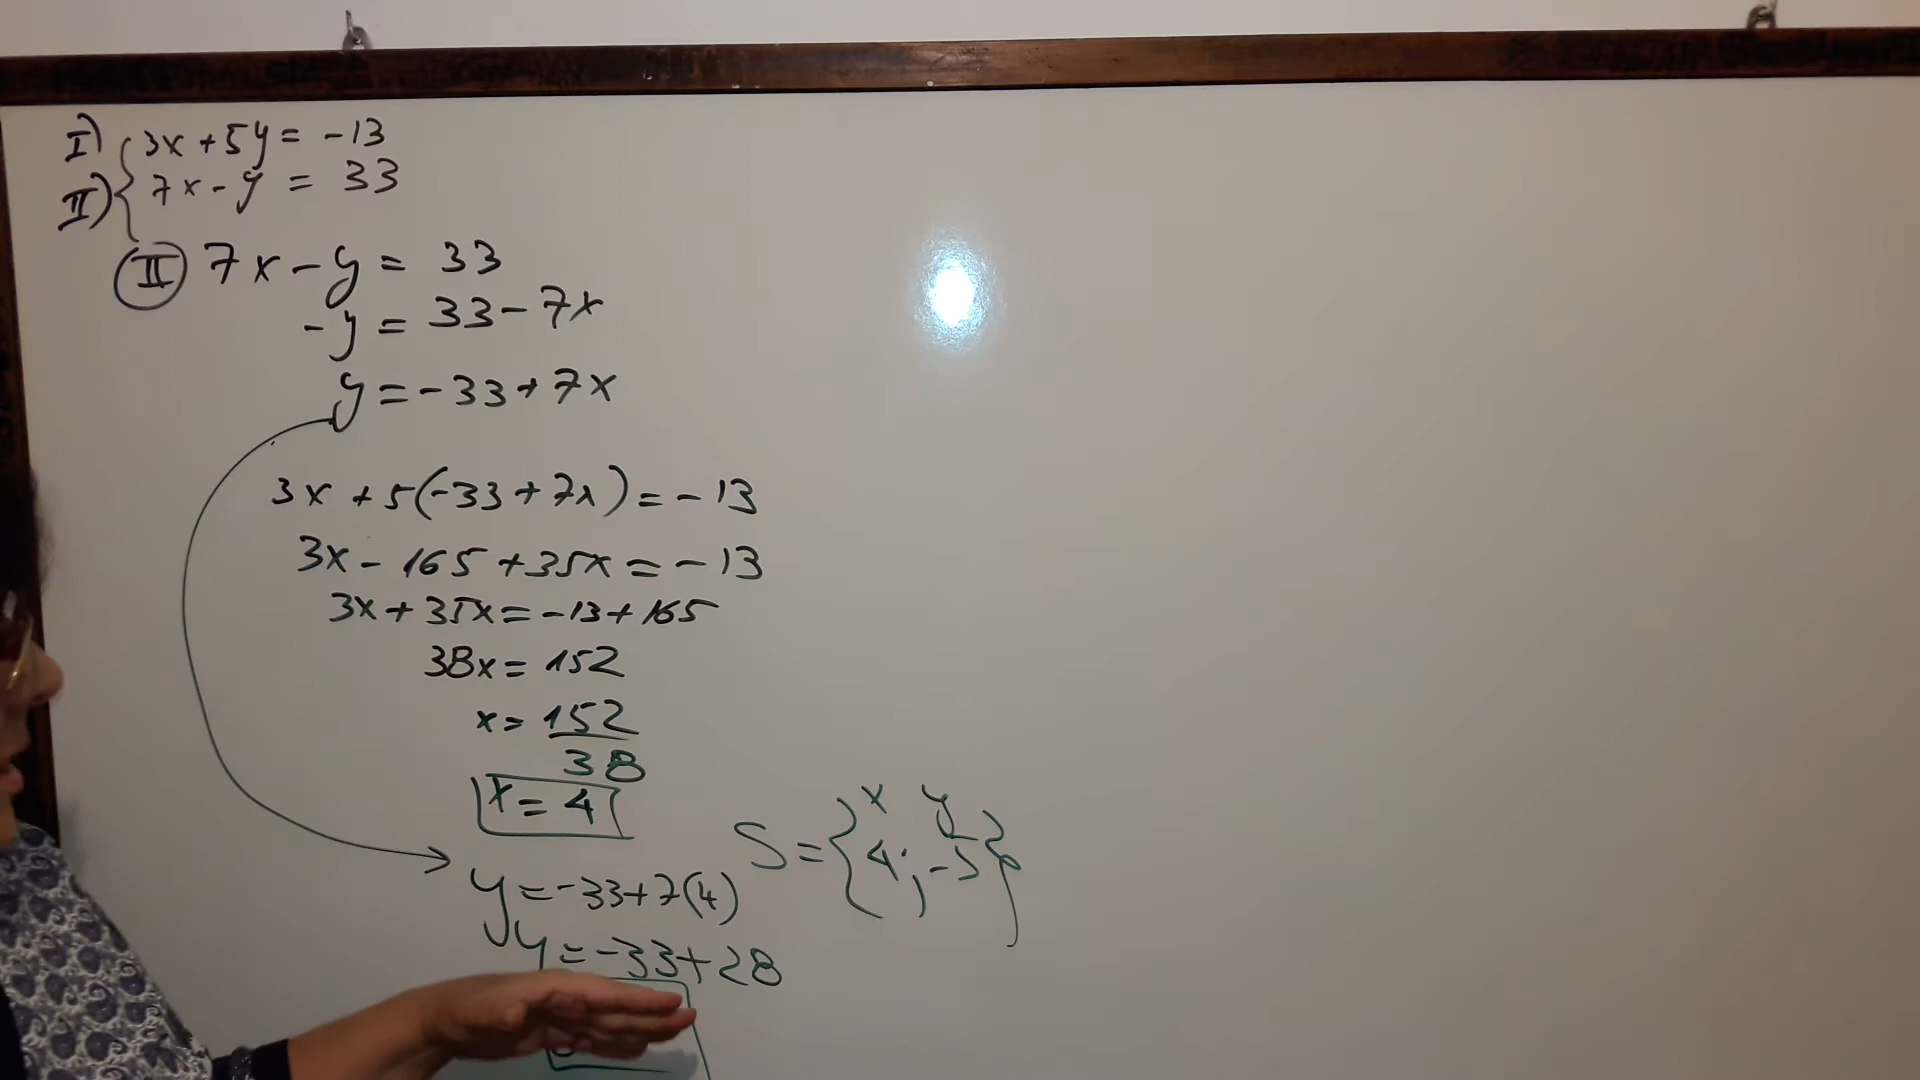 I) 3x + 5y = -13
II) 7x - y = 33
II 7x - y = 33
-y = 33 - 7x
y = -33 + 7x
3x + 5(-33 + 7x) = -13
3x - 165 + 35x = -13
3x + 35x = -13 + 165
38x = 152
x = 152
38
x = 4
x y
S = {4; -5}
y = -33 + 7(4)
y = -33 + 28